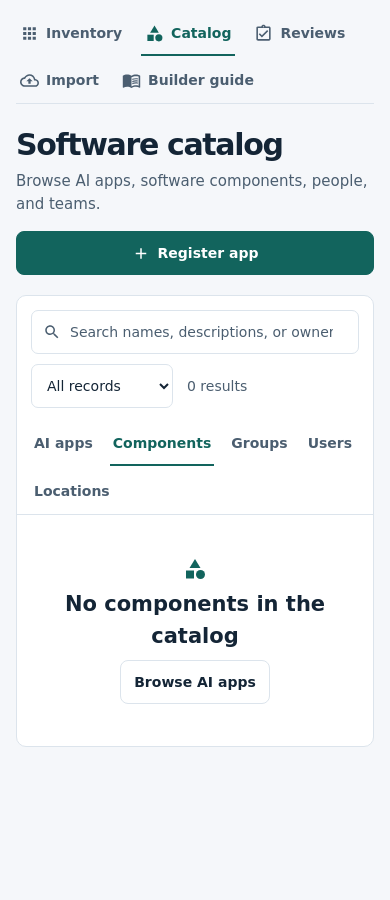 Inventory
Catalog
Reviews
Import
Builder guide
Software catalog
Browse AI apps, software components, people,
and teams.
Register app
Search names, descriptions, or owner
All records
0 results
AI apps
Components
Groups
Users
Locations
No components in the
catalog
Browse AI apps